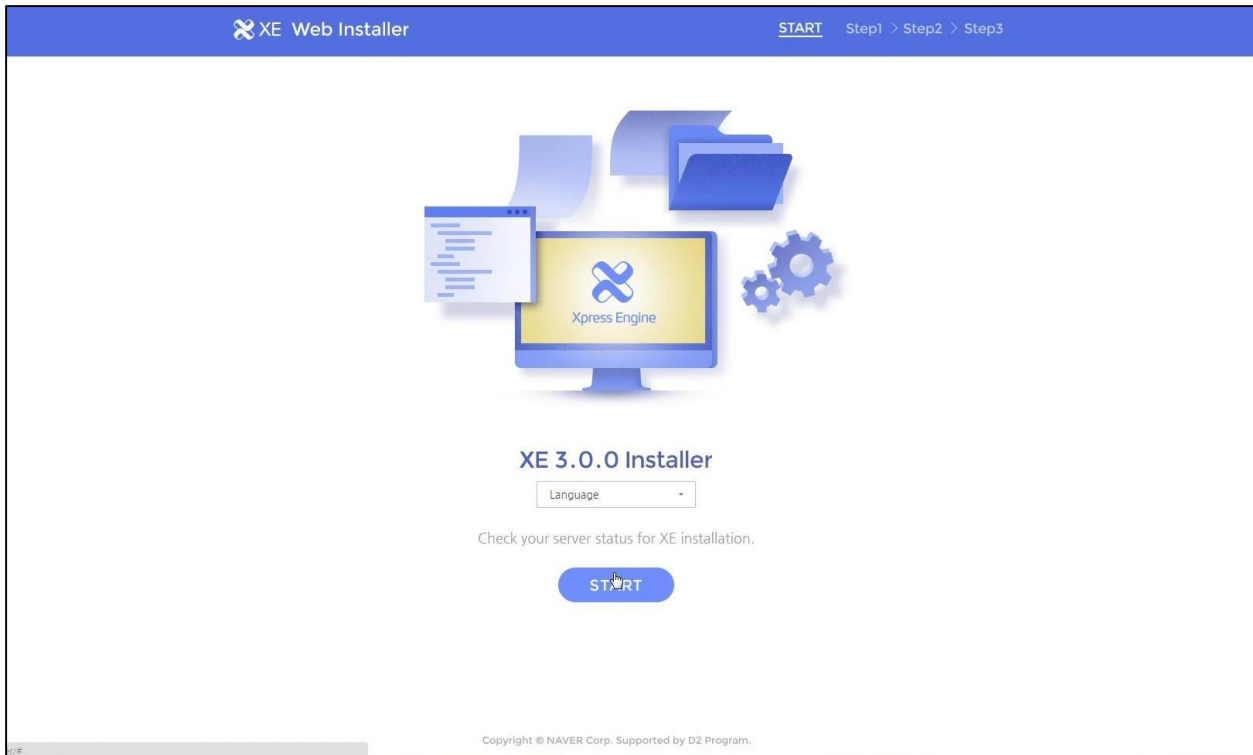 XE Web Installer
START Step1 > Step2 > Step3
Xpress Engine
XE 3.0.0 Installer
Language
Check your server status for XE installation.
START
Copyright © NAVER Corp. Supported by D2 Program.
er/#